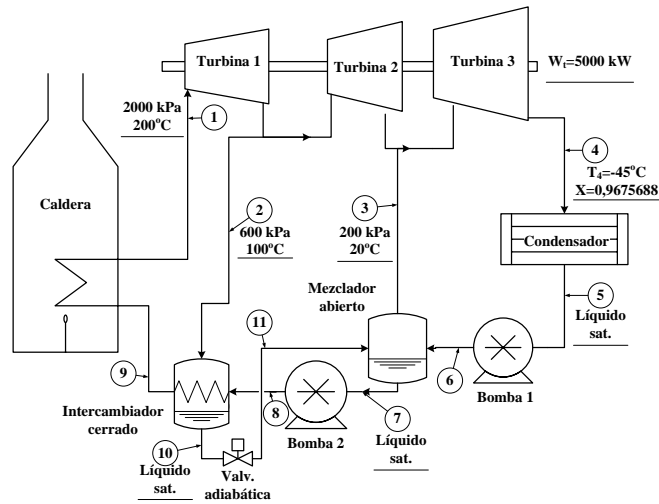 Turbina 1
Turbina 2
Turbina 3
Wt=5000 kW
2000 kPa
200°C
1
Caldera
2
600 kPa
100°C
3
200 kPa
20°C
4
T4=-45°C
X=0,9675688
Condensador
Mezclador
abierto
5
Líquido
sat.
11
6
Bomba 1
9
8
7
Intercambiador
cerrado
Bomba 2
Líquido
sat.
10
Líquido
sat.
Valv.
adiabática